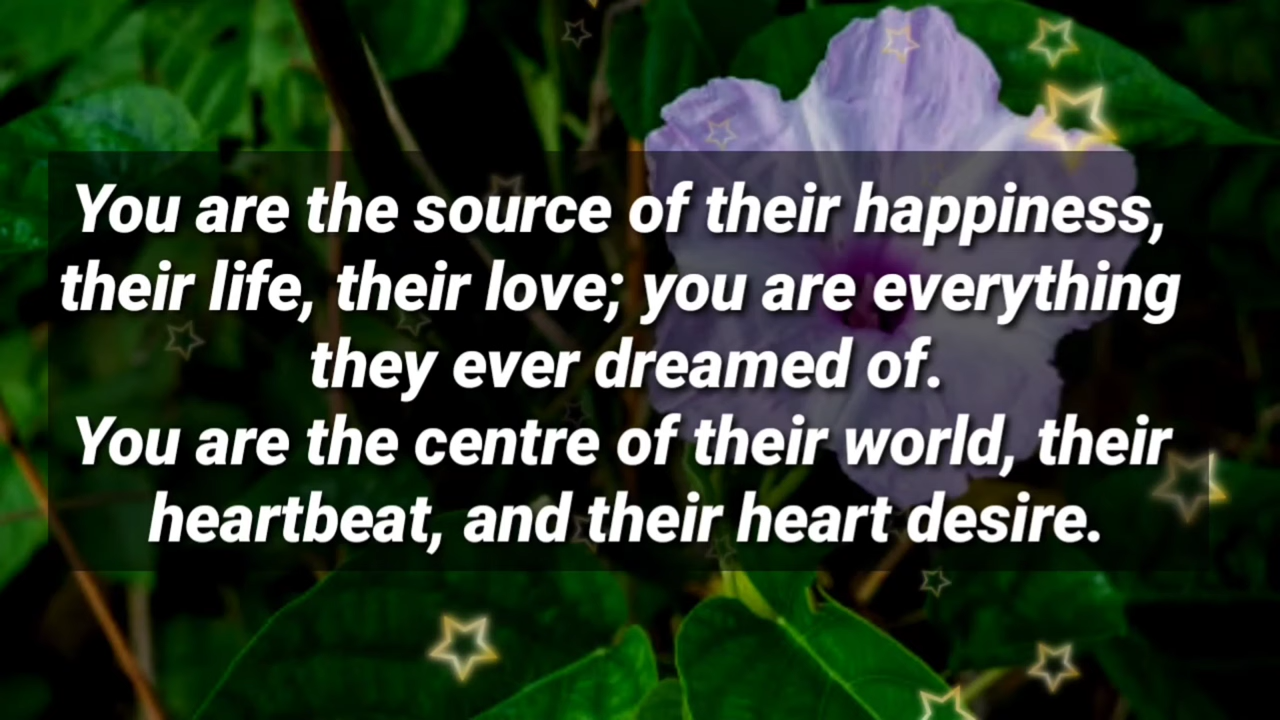 You are the source of their happiness,
their life, their love; you are everything
they ever dreamed of.
You are the centre of their world, their
heartbeat, and their heart desire.